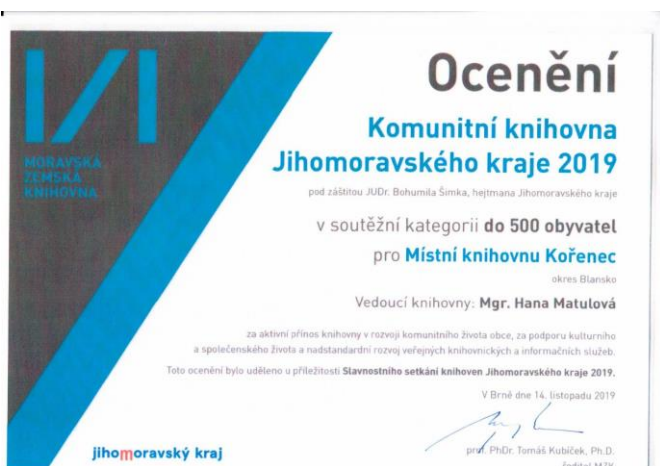 MORAVSKÁ
ZEMSKÁ
KNIHOVNA
Ocenění
Komunitní knihovna
Jihomoravského kraje 2019
pod záštitou JUDr. Bohumila Šimka, hejtmana Jihomoravského kraje
v soutěžní kategorii do 500 obyvatel
pro Místní knihovnu Kořenec
okres Blansko
Vedoucí knihovny: Mgr. Hana Matulová
za aktivní přínos knihovny v rozvoji komunitního života obce, za podporu kulturního
a společenského života a nadstandardní rozvoj veřejných knihovnických a informačních služeb.
Toto ocenění bylo uděleno u příležitosti Slavnostního setkání knihoven Jihomoravského kraje 2019.
V Brně dne 14. listopadu 2019
prof. PhDr. Tomáš Kubíček, Ph.D.
ředitel MZK
jihomoravský kraj